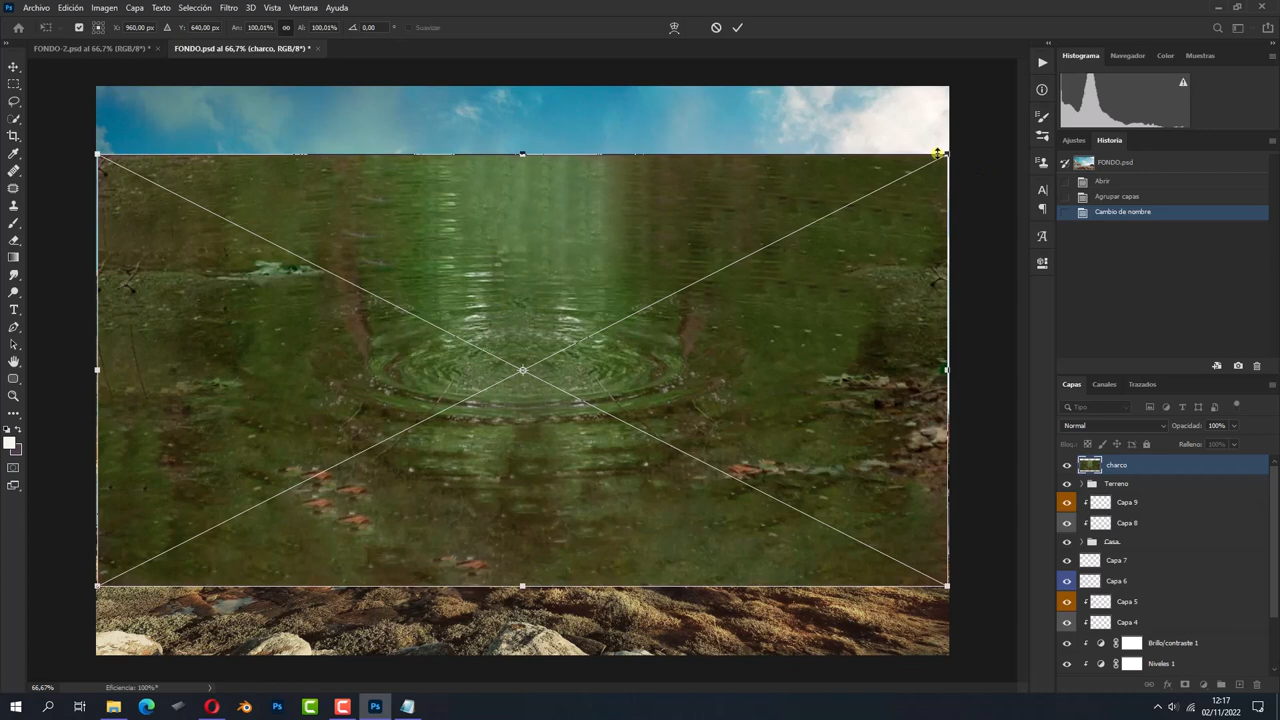 Ps Archivo Edición Imagen Capa Texto Selección Filtro 3D Vista Ventana Ayuda
X: 960,00 px Y: 640,00 px An: 100,01% Al: 100,01% 0,00 ° Suavizar
FONDO-2.psd al 66,7% (RGB/8*) * × FONDO.psd al 66,7% (charco, RGB/8*) * ×
Histograma Navegador Color Muestras
Ajustes Historia
FONDO.psd
Abrir
Agrupar capas
Cambio de nombre
Capas Canales Trazados
Tipo
Normal Opacidad: 100%
Bloq.: Relleno: 100%
charco
Terreno
Capa 9
Capa 8
Casa
Capa 7
Capa 6
Capa 5
Capa 4
Brillo/contraste 1
Niveles 1
66,67% Eficiencia: 100%*
fx
Ps Ps
12:17
02/11/2022